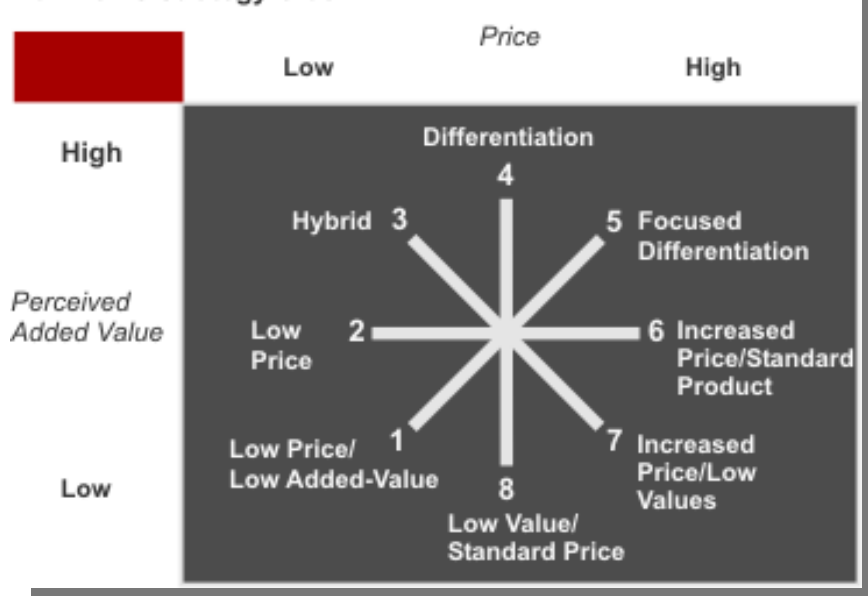 Price
Low High
High
Differentiation
4
Hybrid 3
5 Focused
Differentiation
Perceived
Added Value
Low
Price
2
6 Increased
Price/Standard
Product
Low Price/
Low Added-Value
1
7 Increased
Price/Low
Values
Low
8
Low Value/
Standard Price